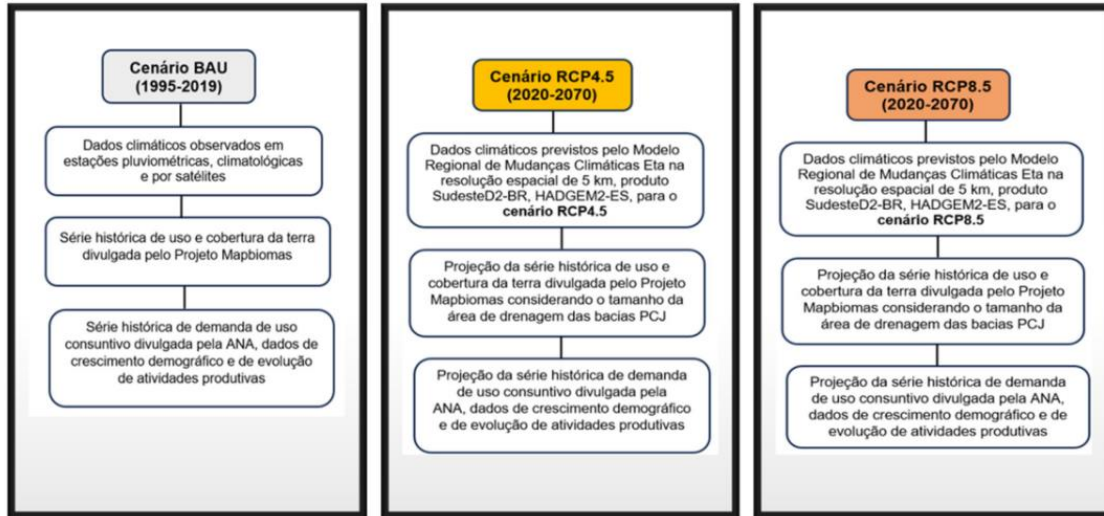 Cenário BAU
(1995-2019)
Dados climáticos observados em
estações pluviométricas, climatológicas
e por satélites
Série histórica de uso e cobertura da terra
divulgada pelo Projeto Mapbiomas
Série histórica de demanda de uso
consuntivo divulgada pela ANA, dados de
crescimento demográfico e de evolução
de atividades produtivas
Cenário RCP4.5
(2020-2070)
Dados climáticos previstos pelo Modelo
Regional de Mudanças Climáticas Eta na
resolução espacial de 5 km, produto
SudesteD2-BR, HADGEM2-ES, para o
cenário RCP4.5
Projeção da série histórica de uso e
cobertura da terra divulgada pelo Projeto
Mapbiomas considerando o tamanho da
área de drenagem das bacias PCJ
Projeção da série histórica de demanda
de uso consuntivo divulgada pela
ANA, dados de crescimento demográfico
e de evolução de atividades produtivas
Cenário RCP8.5
(2020-2070)
Dados climáticos previstos pelo Modelo
Regional de Mudanças Climáticas Eta na
resolução espacial de 5 km, produto
SudesteD2-BR, HADGEM2-ES, para o
cenário RCP8.5
Projeção da série histórica de uso e
cobertura da terra divulgada pelo Projeto
Mapbiomas considerando o tamanho da
área de drenagem das bacias PCJ
Projeção da série histórica de demanda
de uso consuntivo divulgada pela ANA,
dados de crescimento demográfico e de
evolução de atividades produtivas